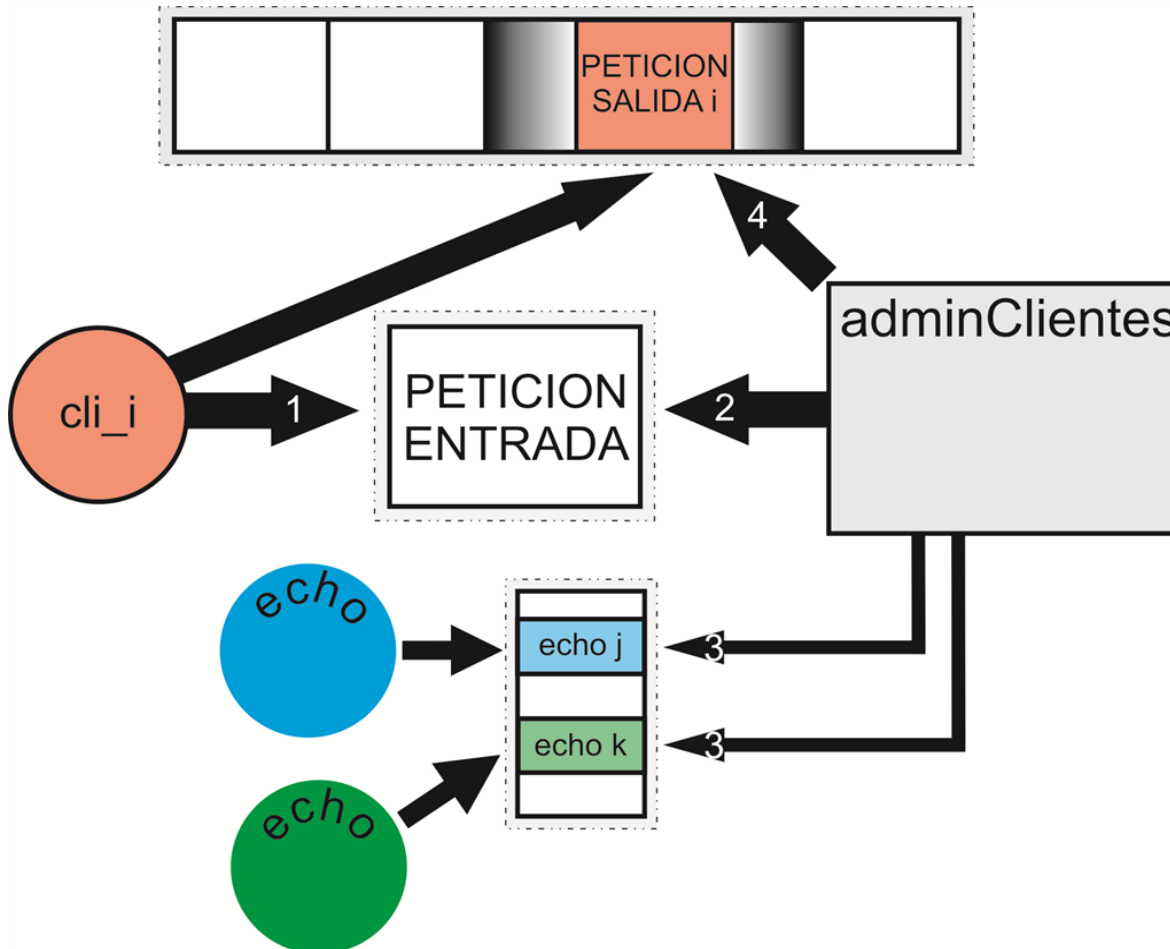 PETICION
SALIDA i
4
adminClientes
cli_i
1
PETICION
ENTRADA
2
echo
echo j
3
echo k
3
echo